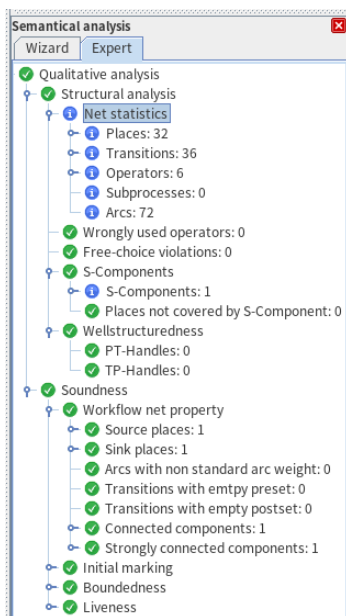 Semantical analysis
Wizard Expert
Qualitative analysis
Structural analysis
Net statistics
Places: 32
Transitions: 36
Operators: 6
Subprocesses: 0
Arcs: 72
Wrongly used operators: 0
Free-choice violations: 0
S-Components
S-Components: 1
Places not covered by S-Component: 0
Wellstructuredness
PT-Handles: 0
TP-Handles: 0
Soundness
Workflow net property
Source places: 1
Sink places: 1
Arcs with non standard arc weight: 0
Transitions with emtpy preset: 0
Transitions with empty postset: 0
Connected components: 1
Strongly connected components: 1
Initial marking
Boundedness
Liveness